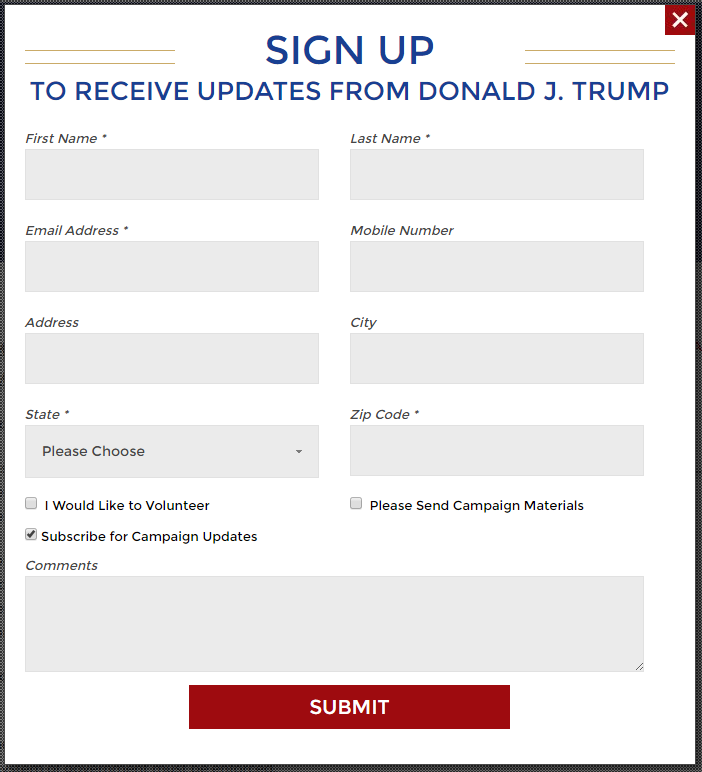 SIGN UP
TO RECEIVE UPDATES FROM DONALD J. TRUMP
First Name *
Last Name *
Email Address *
Mobile Number
Address
City
State *
Zip Code *
Please Choose
I Would Like to Volunteer
Please Send Campaign Materials
Subscribe for Campaign Updates
Comments
SUBMIT